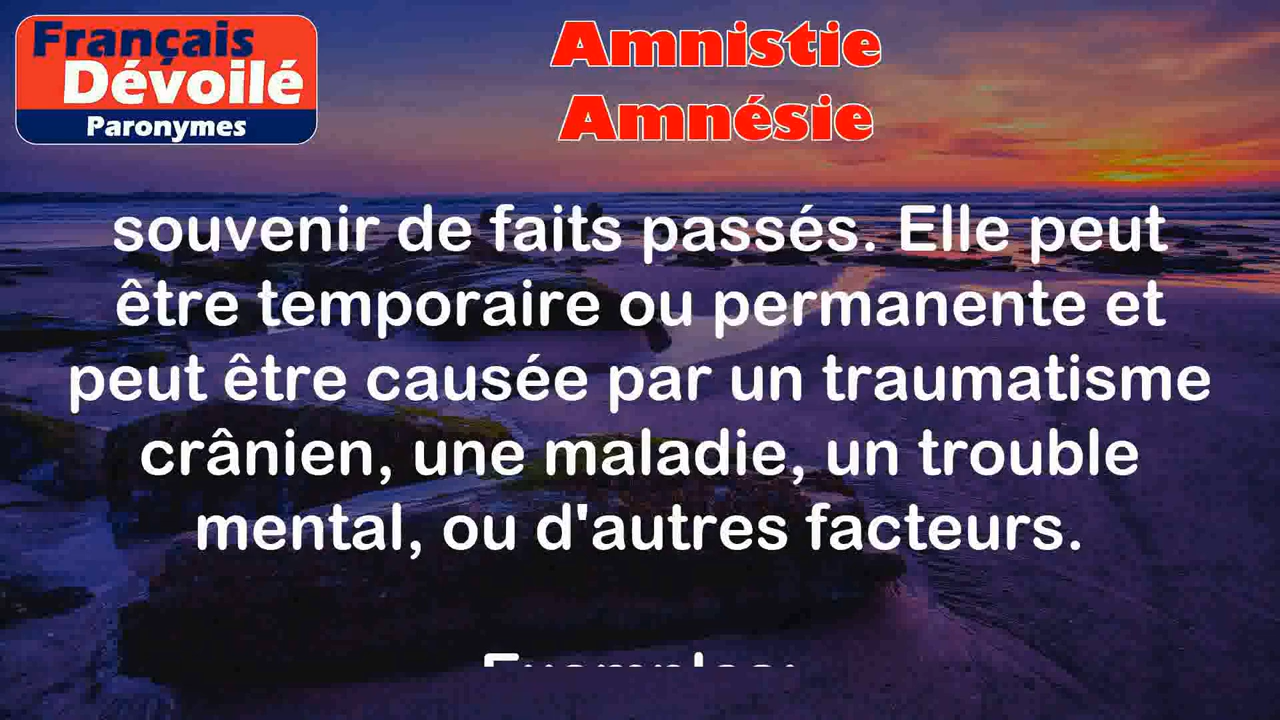 Français
Dévoilé
Paronymes
Amnistie
Amnésie
souvenir de faits passés. Elle peut
être temporaire ou permanente et
peut être causée par un traumatisme
crânien, une maladie, un trouble
mental, ou d'autres facteurs.